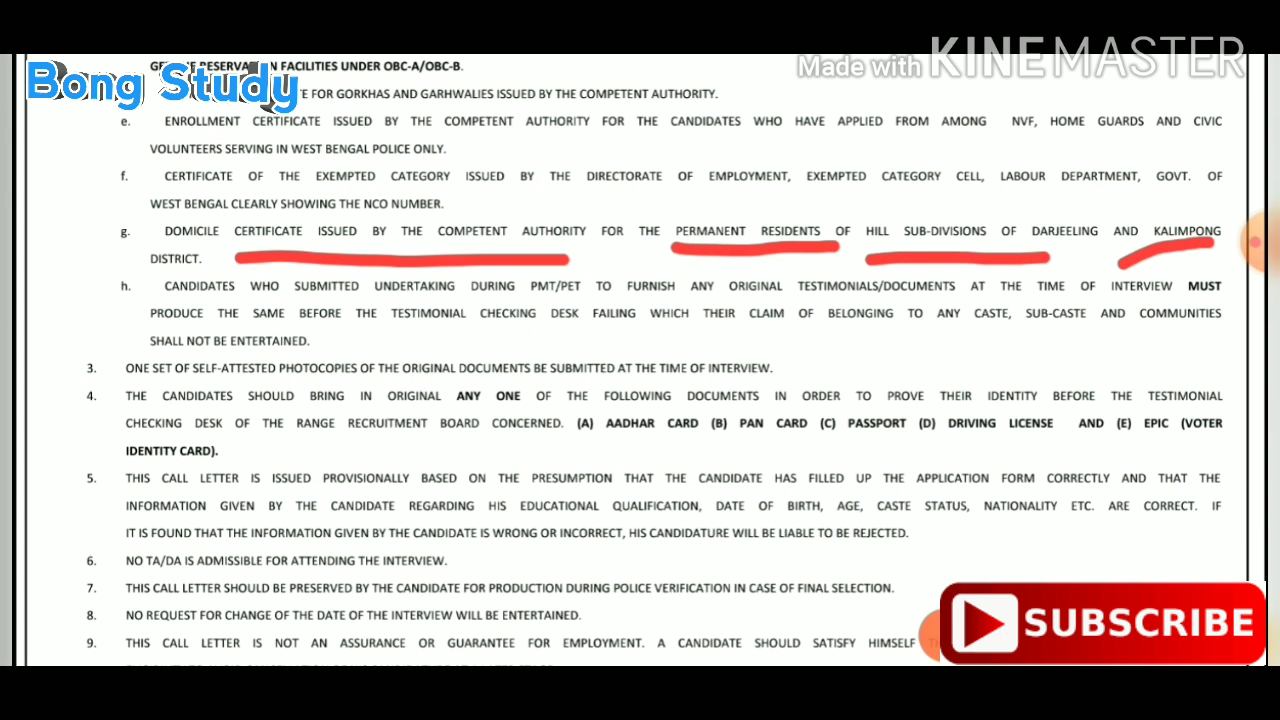 Made with KINEMASTER
Bong Study
RESERVA N FACILITIES UNDER OBC-A/OBC-B.
FOR GORKHAS AND GARHWALIES ISSUED BY THE COMPETENT AUTHORITY.
e. ENROLLMENT CERTIFICATE ISSUED BY THE COMPETENT AUTHORITY FOR THE CANDIDATES WHO HAVE APPLIED FROM AMONG NVF, HOME GUARDS AND CIVIC
VOLUNTEERS SERVING IN WEST BENGAL POLICE ONLY.
f. CERTIFICATE OF THE EXEMPTED CATEGORY ISSUED BY THE DIRECTORATE OF EMPLOYMENT, EXEMPTED CATEGORY CELL, LABOUR DEPARTMENT, GOVT. OF
WEST BENGAL CLEARLY SHOWING THE NCO NUMBER.
g. DOMICILE CERTIFICATE ISSUED BY THE COMPETENT AUTHORITY FOR THE PERMANENT RESIDENTS OF HILL SUB-DIVISIONS OF DARJEELING AND KALIMPONG
DISTRICT.
h. CANDIDATES WHO SUBMITTED UNDERTAKING DURING PMT/PET TO FURNISH ANY ORIGINAL TESTIMONIALS/DOCUMENTS AT THE TIME OF INTERVIEW MUST
PRODUCE THE SAME BEFORE THE TESTIMONIAL CHECKING DESK FAILING WHICH THEIR CLAIM OF BELONGING TO ANY CASTE, SUB-CASTE AND COMMUNITIES
SHALL NOT BE ENTERTAINED.
3. ONE SET OF SELF-ATTESTED PHOTOCOPIES OF THE ORIGINAL DOCUMENTS BE SUBMITTED AT THE TIME OF INTERVIEW.
4. THE CANDIDATES SHOULD BRING IN ORIGINAL ANY ONE OF THE FOLLOWING DOCUMENTS IN ORDER TO PROVE THEIR IDENTITY BEFORE THE TESTIMONIAL
CHECKING DESK OF THE RANGE RECRUITMENT BOARD CONCERNED. (A) AADHAR CARD (B) PAN CARD (C) PASSPORT (D) DRIVING LICENSE AND (E) EPIC (VOTER
IDENTITY CARD).
5. THIS CALL LETTER IS ISSUED PROVISIONALLY BASED ON THE PRESUMPTION THAT THE CANDIDATE HAS FILLED UP THE APPLICATION FORM CORRECTLY AND THAT THE
INFORMATION GIVEN BY THE CANDIDATE REGARDING HIS EDUCATIONAL QUALIFICATION, DATE OF BIRTH, AGE, CASTE STATUS, NATIONALITY ETC. ARE CORRECT. IF
IT IS FOUND THAT THE INFORMATION GIVEN BY THE CANDIDATE IS WRONG OR INCORRECT, HIS CANDIDATURE WILL BE LIABLE TO BE REJECTED.
6. NO TA/DA IS ADMISSIBLE FOR ATTENDING THE INTERVIEW.
7. THIS CALL LETTER SHOULD BE PRESERVED BY THE CANDIDATE FOR PRODUCTION DURING POLICE VERIFICATION IN CASE OF FINAL SELECTION.
8. NO REQUEST FOR CHANGE OF THE DATE OF THE INTERVIEW WILL BE ENTERTAINED.
9. THIS CALL LETTER IS NOT AN ASSURANCE OR GUARANTEE FOR EMPLOYMENT. A CANDIDATE SHOULD SATISFY HIMSELF
SUBSCRIBE